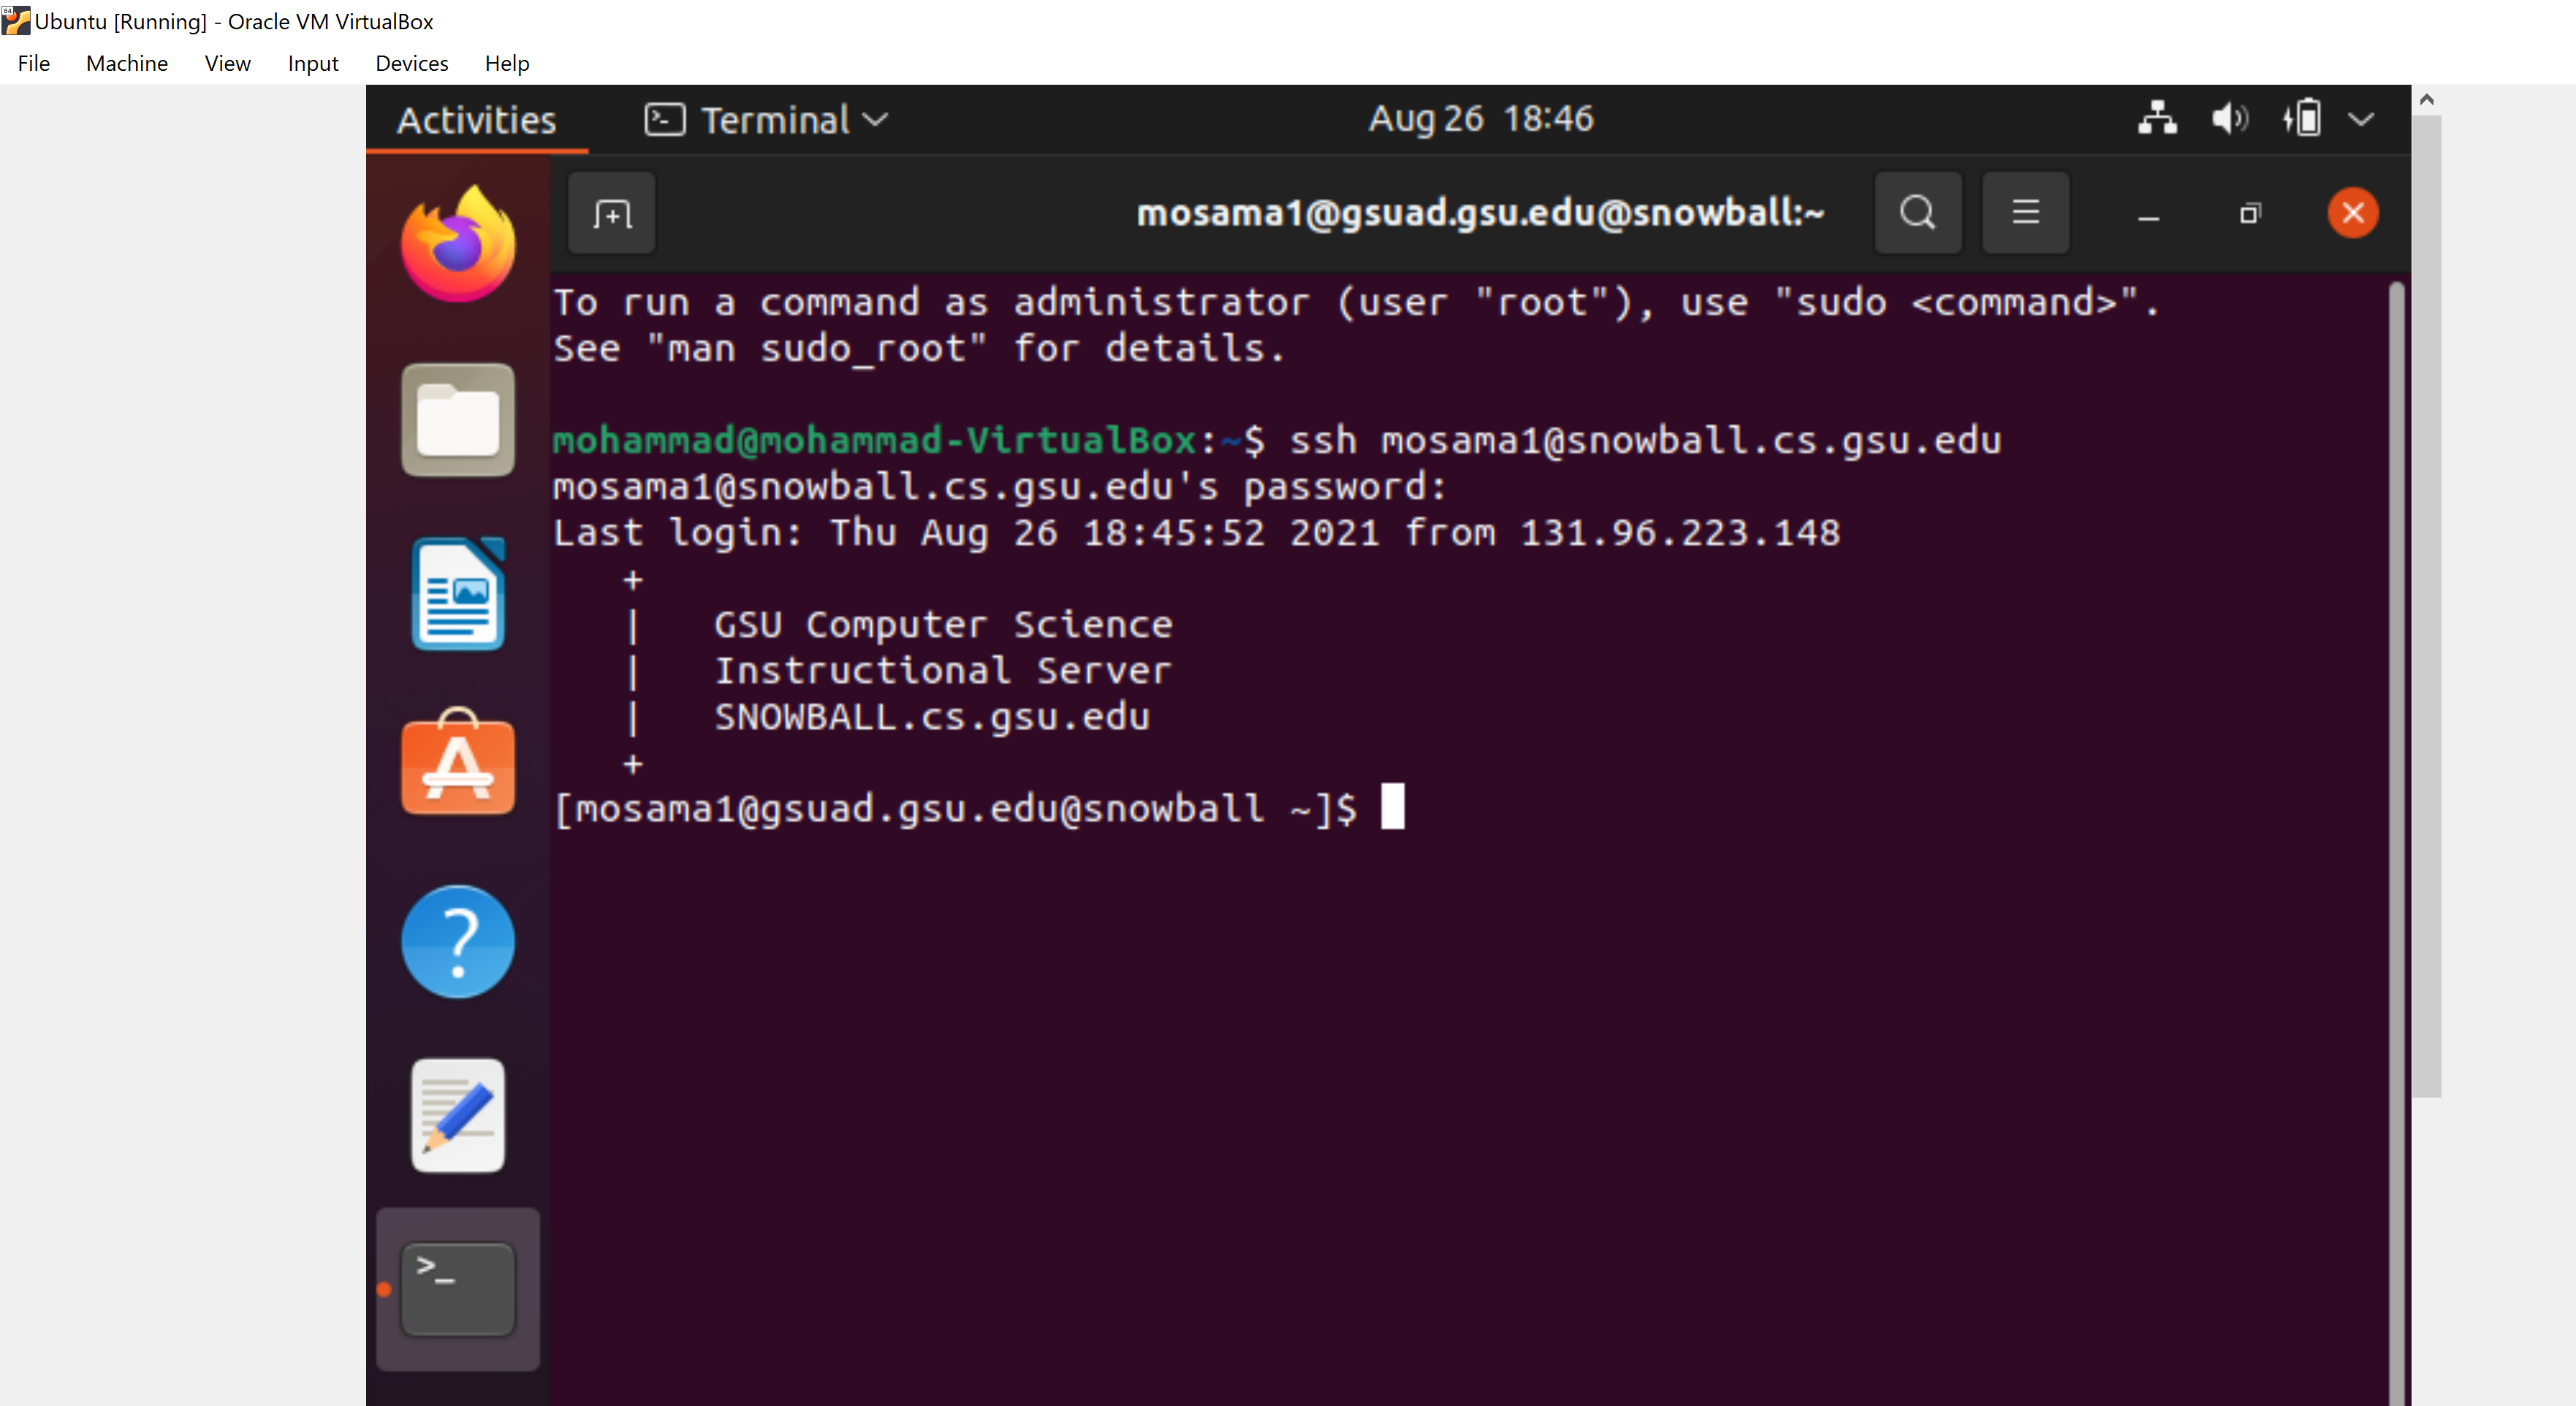 Ubuntu [Running] - Oracle VM VirtualBox
File Machine View Input Devices Help
Activities Terminal Aug 26 18:46
mosama1@gsuad.gsu.edu@snowball:~
To run a command as administrator (user "root"), use "sudo <command>".
See "man sudo_root" for details.
mohammad@mohammad-VirtualBox:~$ ssh mosama1@snowball.cs.gsu.edu
mosama1@snowball.cs.gsu.edu's password:
Last login: Thu Aug 26 18:45:52 2021 from 131.96.223.148
+
| GSU Computer Science
| Instructional Server
| SNOWBALL.cs.gsu.edu
+
[mosama1@gsuad.gsu.edu@snowball ~]$